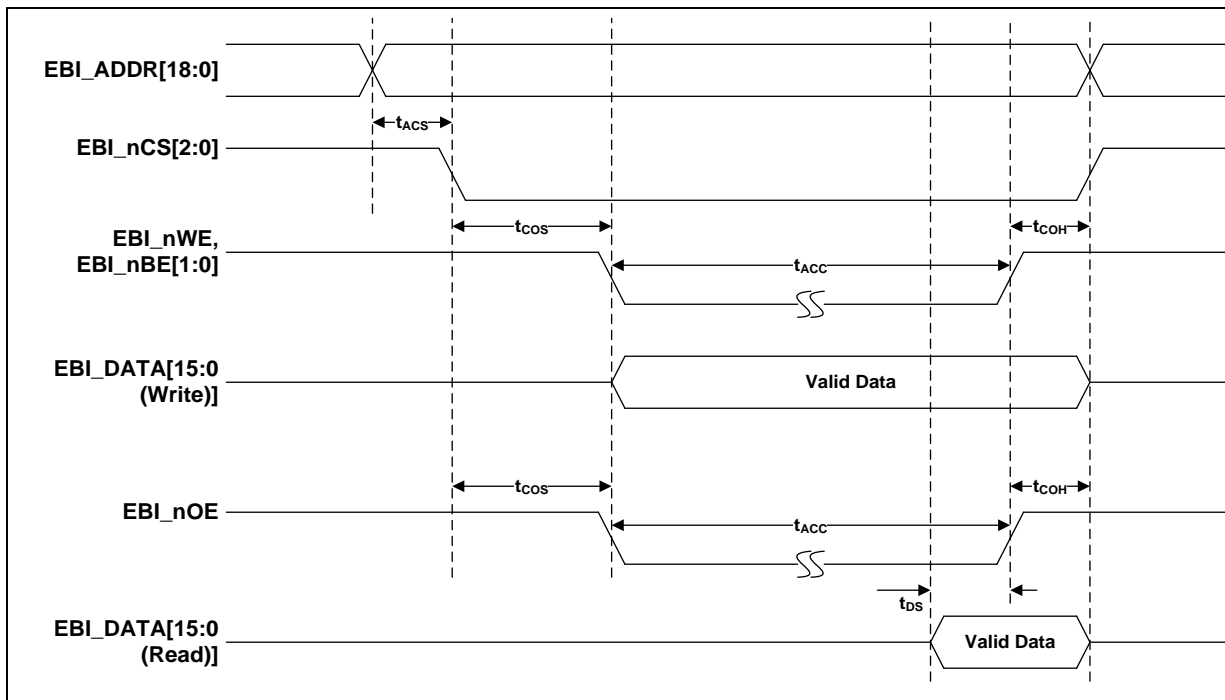 EBI_ADDR[18:0]
tACS
EBI_nCS[2:0]
tCOS
tCOH
EBI_nWE,
EBI_nBE[1:0]
tACC
EBI_DATA[15:0
(Write)]
Valid Data
tCOS
tCOH
EBI_nOE
tACC
tDS
EBI_DATA[15:0
(Read)]
Valid Data